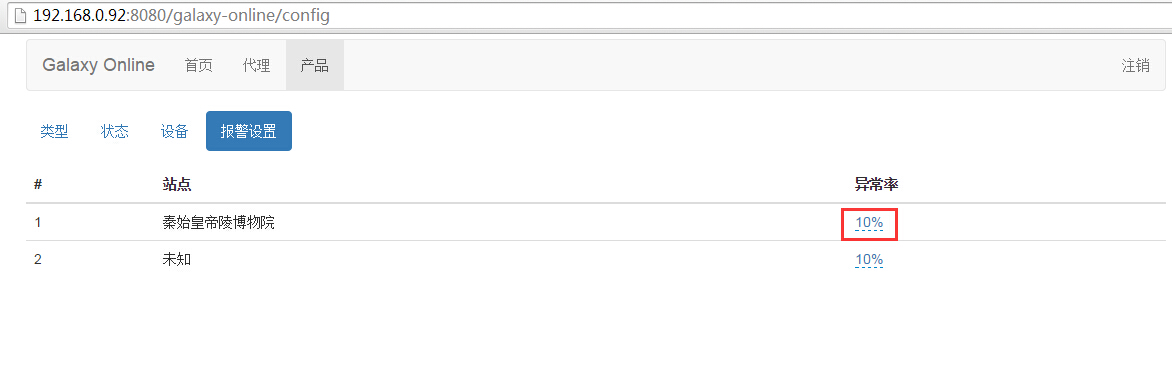 192.168.0.92:8080/galaxy-online/config
Galaxy Online 首页 代理 产品 注销
类型 状态 设备 报警设置
# 站点 异常率
1 秦始皇帝陵博物院 10%
2 未知 10%